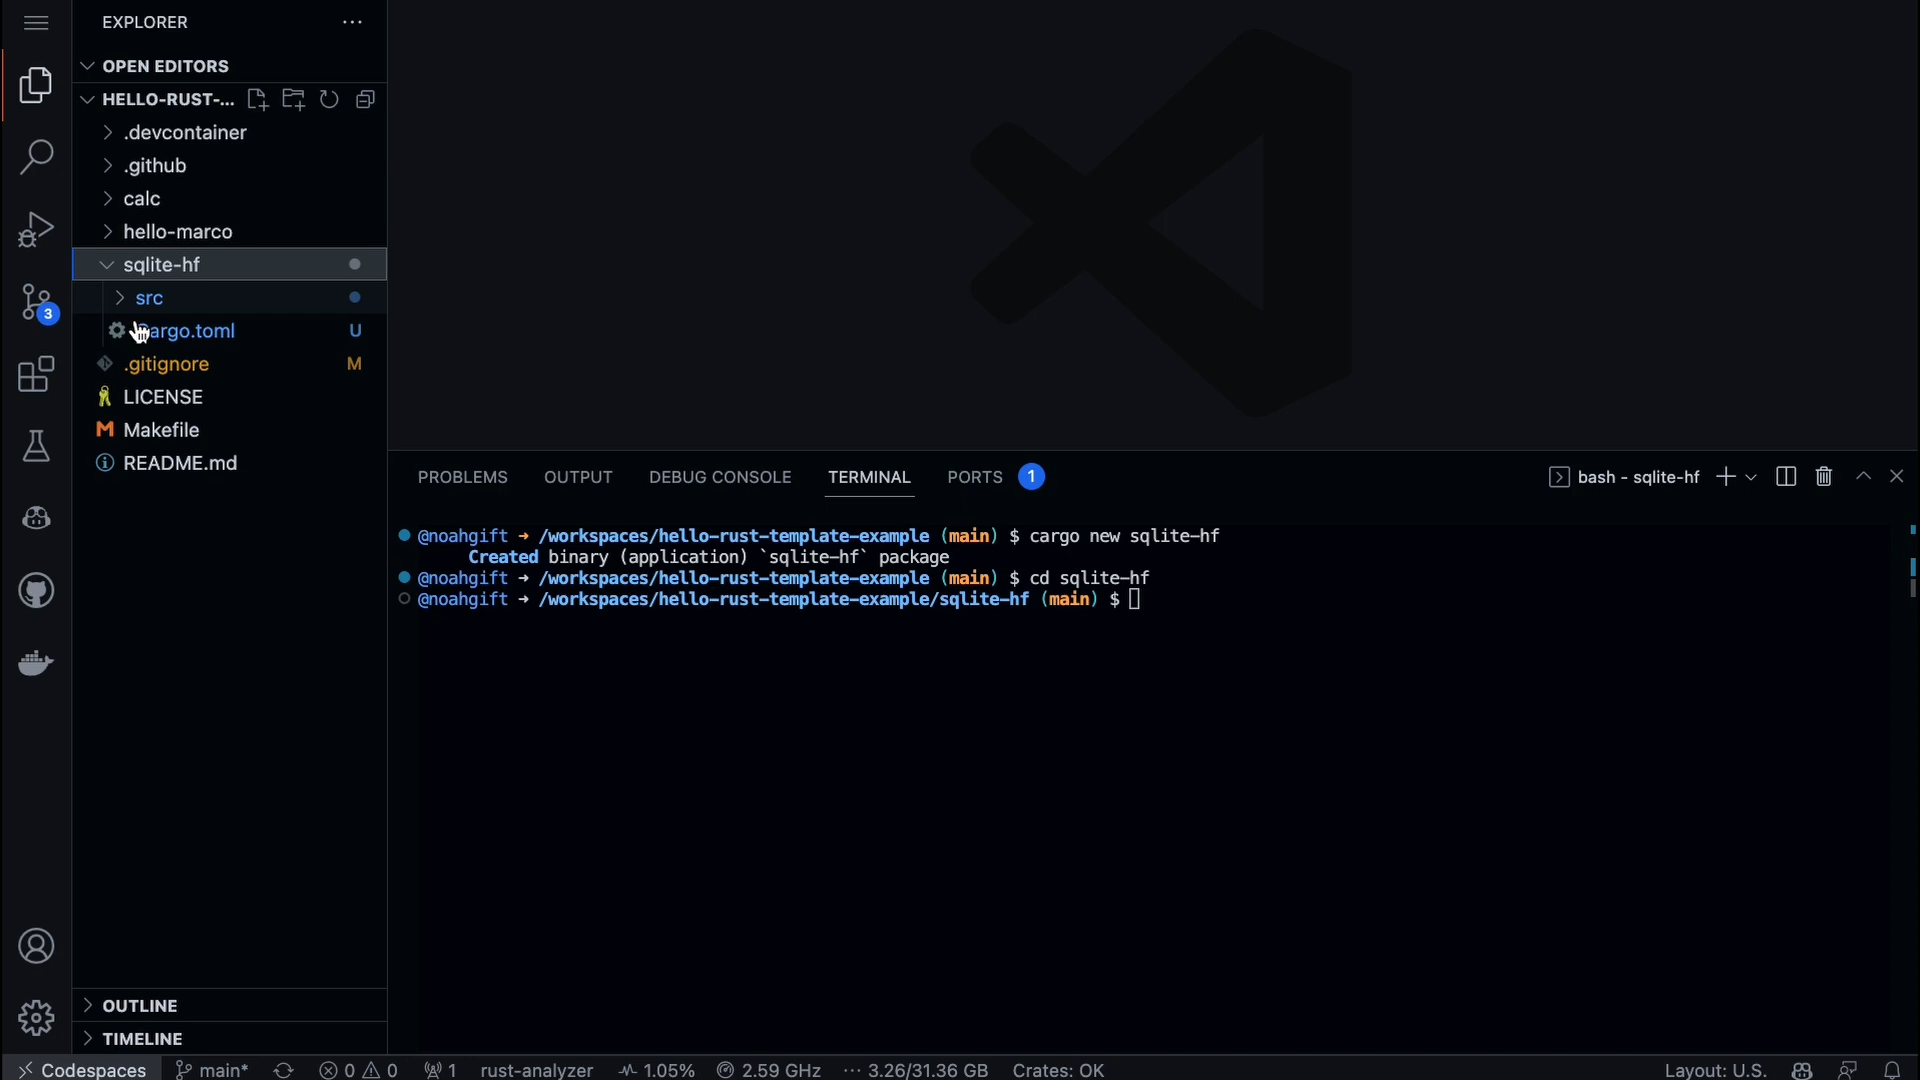 EXPLORER
OPEN EDITORS
HELLO-RUST-...
.devcontainer
.github
calc
hello-marco
sqlite-hf
src
Cargo.toml U
.gitignore M
LICENSE
Makefile
README.md
3
PROBLEMS OUTPUT DEBUG CONSOLE TERMINAL PORTS 1
bash - sqlite-hf
@noahgift → /workspaces/hello-rust-template-example (main) $ cargo new sqlite-hf
Created binary (application) `sqlite-hf` package
@noahgift → /workspaces/hello-rust-template-example (main) $ cd sqlite-hf
@noahgift → /workspaces/hello-rust-template-example/sqlite-hf (main) $
OUTLINE
TIMELINE
Codespaces main* 0 0 1 rust-analyzer 1.05% 2.59 GHz ··· 3.26/31.36 GB Crates: OK Layout: U.S.